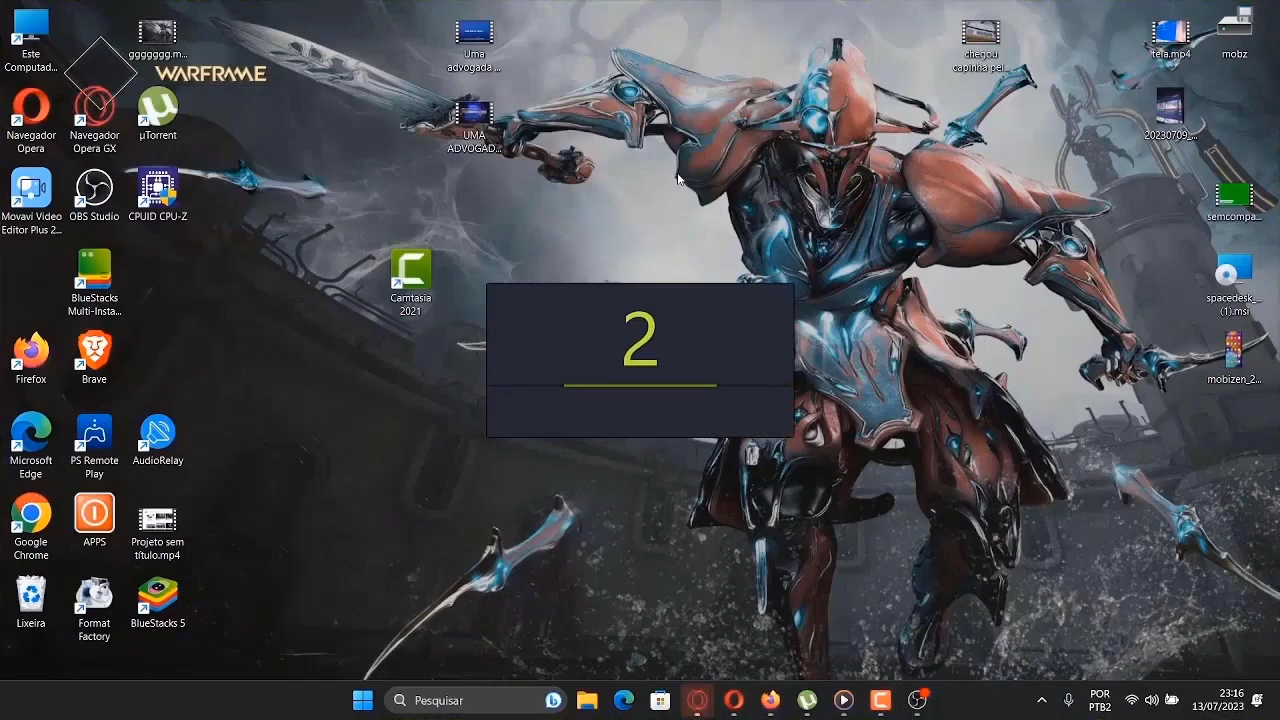 Este
Computad...
gggggg.m...
WARFRAME
Navegador
Opera
Navegador
Opera GX
µTorrent
Movavi Video
Editor Plus 2...
OBS Studio
CPUID CPU-Z
BlueStacks
Multi-Insta...
Firefox
Brave
Microsoft
Edge
PS Remote
Play
AudioRelay
Google
Chrome
APPS
Projeto sem
título.mp4
Lixeira
Format
Factory
BlueStacks 5
Uma
advogada ...
UMA
ADVOGAD...
Camtasia
2021
2
chegou
capinha pel...
tela.mp4
mobz
20230709_...
semcompa...
spacedesk_...
(1).msi
mobizen_2...
Pesquisar
POR
PTB2
23:16
13/07/2023